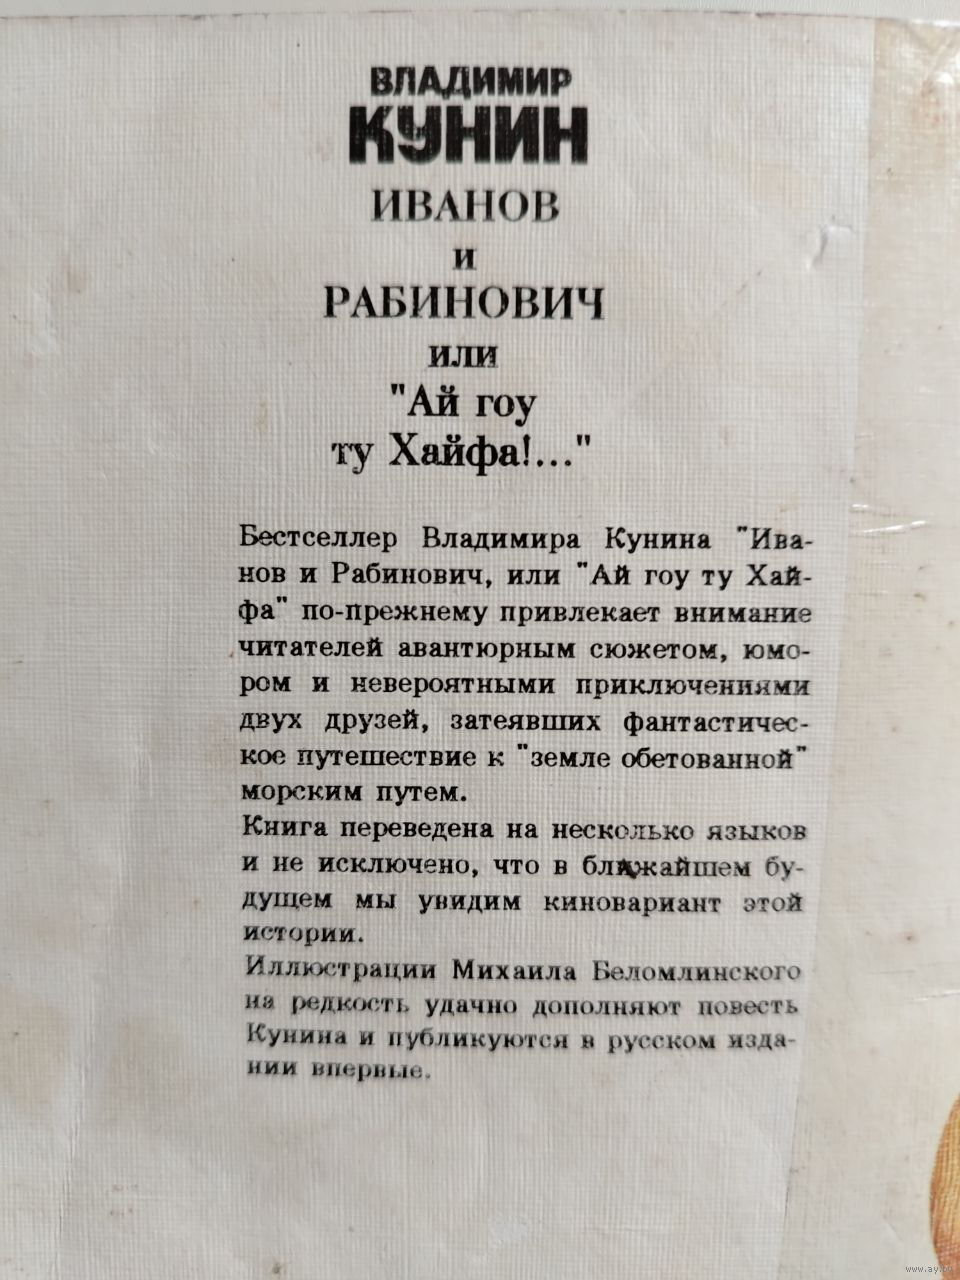 ВЛАДИМИР
КУНИН
ИВАНОВ
и
РАБИНОВИЧ
или
"Ай гоу
ту Хайфа!..."
Бестселлер Владимира Кунина "Ива-
нов и Рабинович, или "Ай гоу ту Хай-
фа" по-прежнему привлекает внимание
читателей авантюрным сюжетом, юмо-
ром и невероятными приключениями
двух друзей, затеявших фантастичес-
кое путешествие к "земле обетованной"
морским путем.
Книга переведена на несколько языков
и не исключено, что в ближайшем бу-
дущем мы увидим киновариант этой
истории.
Иллюстрации Михаила Беломлинского
на редкость удачно дополняют повесть
Кунина и публикуются в русском изда-
нии впервые.